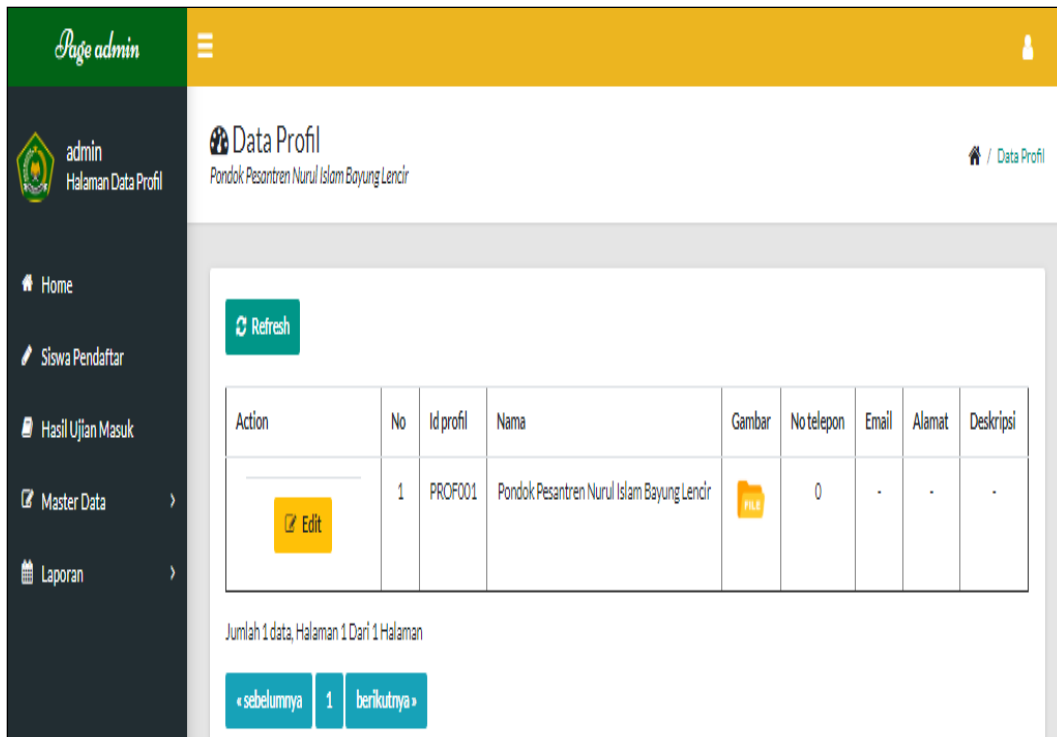 Page admin
admin
Halaman Data Profil
Home
Siswa Pendaftar
Hasil Ujian Masuk
Master Data
Laporan
Data Profil
Pondok Pesantren Nurul Islam Bayung Lencir
/ Data Profil
Refresh
Action No Id profil Nama Gambar No telepon Email Alamat Deskripsi
Edit 1 PROF001 Pondok Pesantren Nurul Islam Bayung Lencir FILE 0 - - -
Jumlah 1 data, Halaman 1 Dari 1 Halaman
« sebelumnya 1 berikutnya »